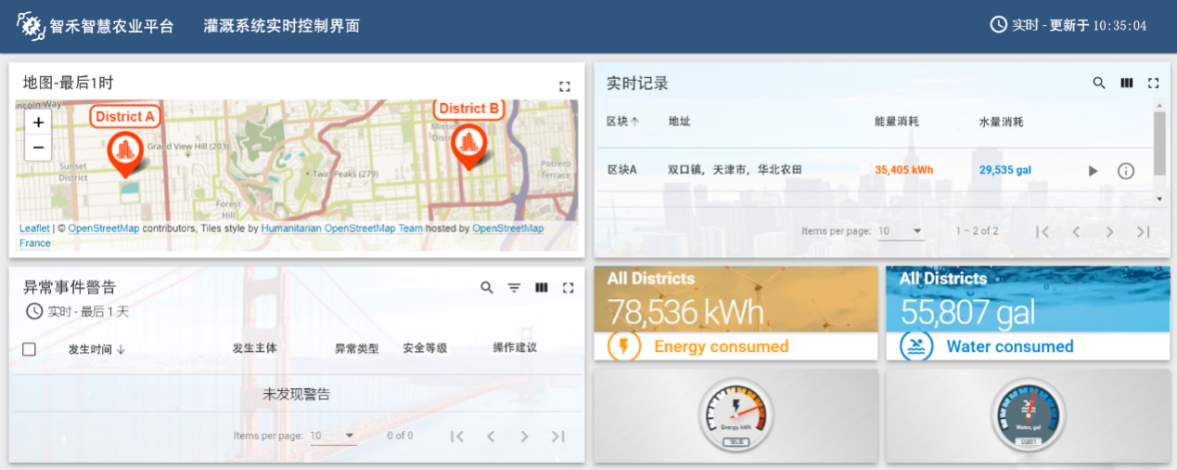 智禾智慧农业平台 灌溉系统实时控制界面 实时 - 更新于 10:35:04
地图-最后1时
+
−
Lincoln Way
District A
District B
Grand View Hill (203)
Sunset District
Twin Peaks (279)
Potrero Terrace
Forest Hill
Leaflet | © OpenStreetMap contributors, Tiles style by Humanitarian OpenStreetMap Team hosted by OpenStreetMap
France
实时记录
区块 地址 能量消耗 水量消耗
区块A 双口镇，天津市，华北农田 35,405 kWh 29,535 gal
Items per page: 10 1 – 2 of 2
异常事件警告
实时 - 最后 1 天
发生时间 发生主体 异常类型 安全等级 操作建议
未发现警告
Items per page: 10 0 of 0
All Districts
78,536 kWh
Energy consumed
All Districts
55,807 gal
Water consumed
Energy, kWh
Water, gal